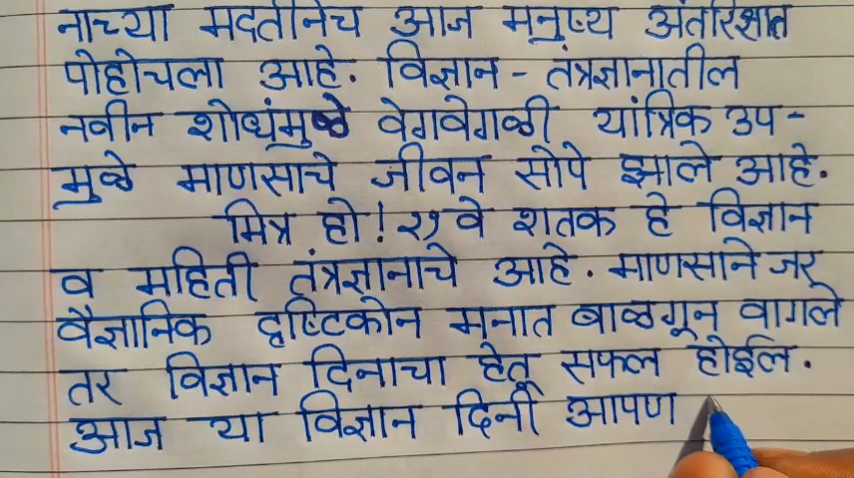 नाच्या मदतीनेच आज मनुष्य अंतरिक्षात
पोहोचला आहे. विज्ञान - तंत्रज्ञानातील
नवीन शोधंमुळे वेगवेगळी यांत्रिक उप -
मुळे माणसाचे जीवन सोपे झाले आहे.
मित्र हो! २१ वे शतक हे विज्ञान
व महिती तंत्रज्ञानाचे आहे. माणसाने जर
वैज्ञानिक दृष्टिकोन मनात बाळगून वागले
तर विज्ञान दिनाचा हेतू सफल होईल.
आज या विज्ञान दिनी आपण